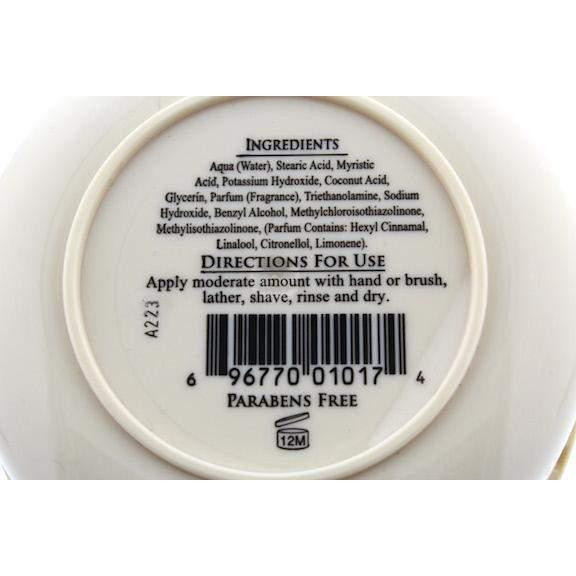 INGREDIENTS
Aqua (Water), Stearic Acid, Myristic
Acid, Potassium Hydroxide, Coconut Acid,
Glycerin, Parfum (Fragrance), Triethanolamine, Sodium
Hydroxide, Benzyl Alcohol, Methylchloroisothiazolinone,
Methylisothiazolinone, (Parfum Contains: Hexyl Cinnamal,
Linalool, Citronellol, Limonene).
DIRECTIONS FOR USE
Apply moderate amount with hand or brush,
lather, shave, rinse and dry.
A223
6 96770 01017 4
PARABENS FREE
12M